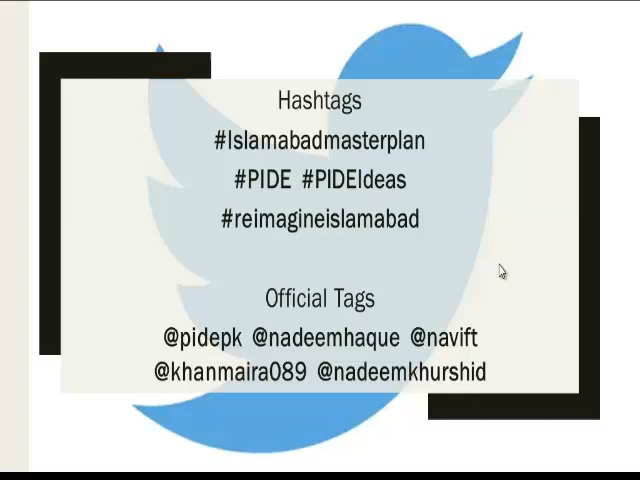 Hashtags
#Islamabadmasterplan
#PIDE #PIDEIdeas
#reimagineislamabad
Official Tags
@pidepk @nadeemhaque @navift
@khanmaira089 @nadeemkhurshid